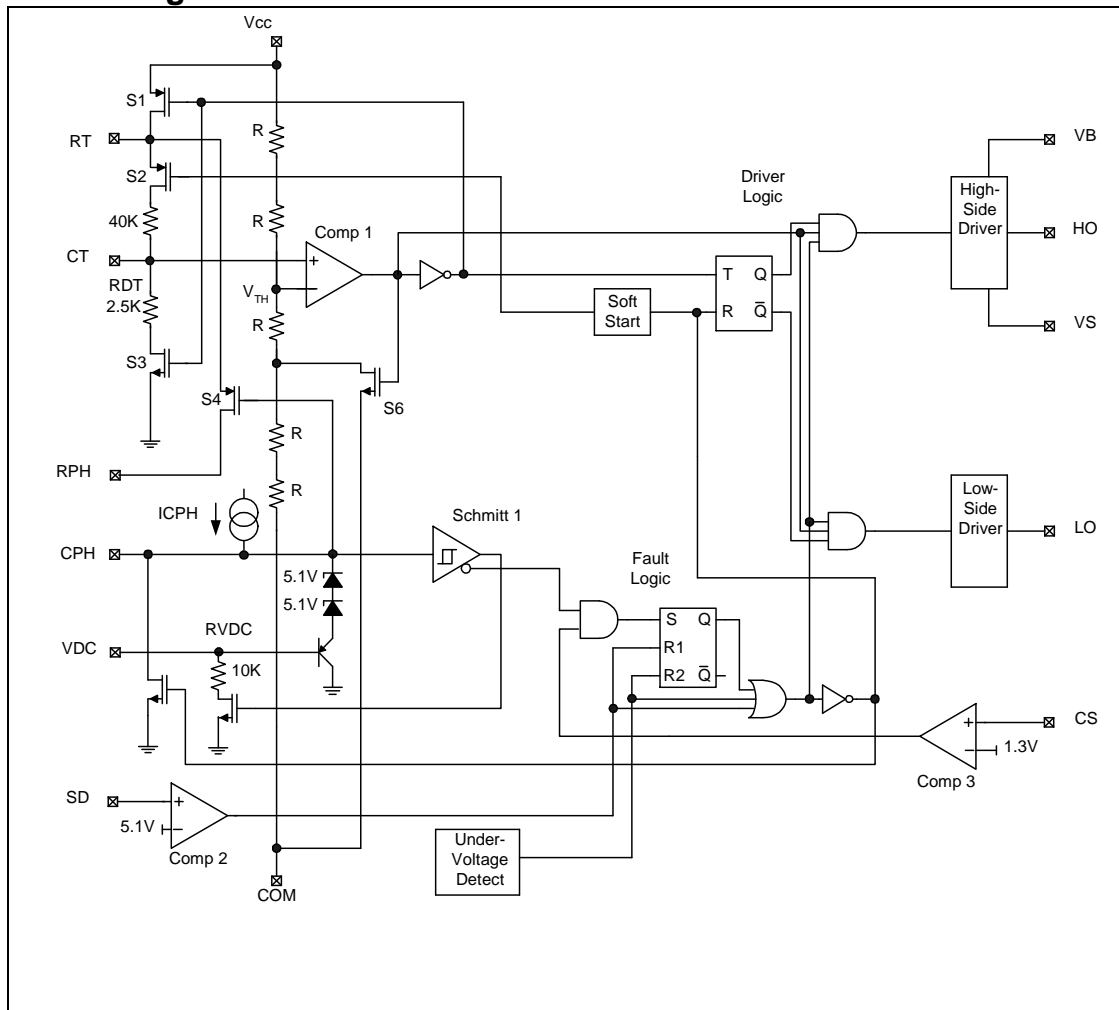 Vcc
S1
RT
R
S2
Driver
Logic
VB
High-
Side
Driver
HO
VS
40K
R
Comp 1
+
CT
V TH
−
RDT
2.5K
T Q
R Q̅
Soft
Start
R
S3
S4
S6
R
RPH
R
ICPH
Schmitt 1
Low-
Side
Driver
LO
CPH
5.1V
5.1V
Fault
Logic
VDC
RVDC
10K
S Q
R1
R2 Q̅
CS
+
− 1.3V
Comp 3
SD
+
5.1V −
Comp 2
Under-
Voltage
Detect
COM